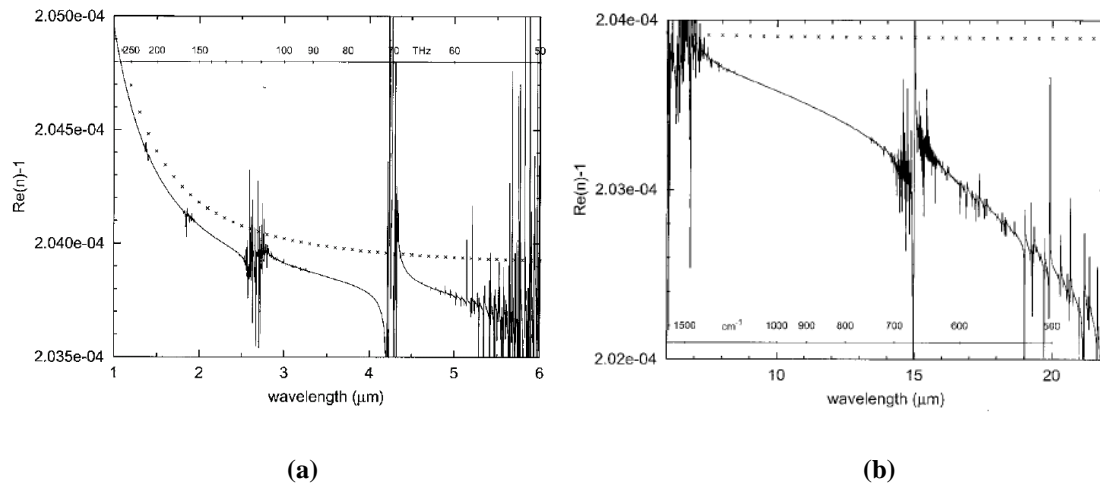 2.050e-04
250 200 150 100 90 80 70 THz 60 50
2.045e-04
Re(n)-1
2.040e-04
2.035e-04
1 2 3 4 5 6
wavelength (μm)
(a)
2.04e-04
2.03e-04
Re(n)-1
1500 cm⁻¹ 1000 900 800 700 600 500
2.02e-04
10 15 20
wavelength (μm)
(b)